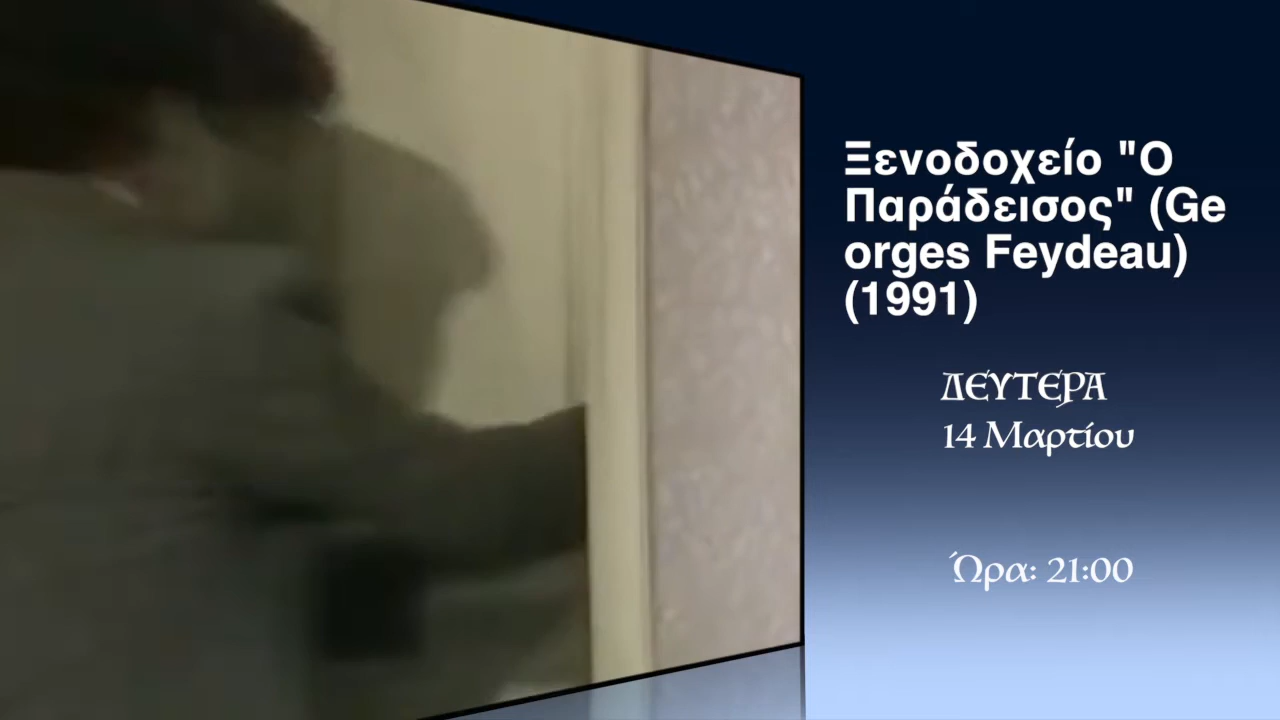 Ξενοδοχείο "Ο
Παράδεισος" (Ge
orges Feydeau)
(1991)
ΔΕΥΤΕΡΑ
14 Μαρτίου
Ώρα: 21:00